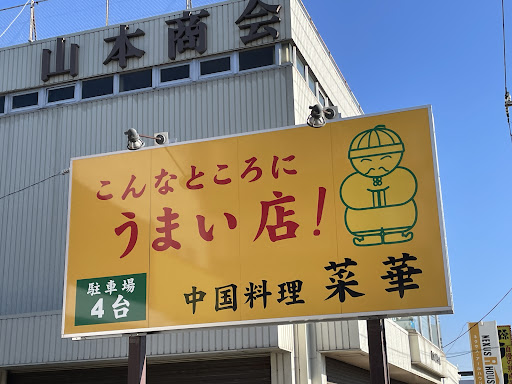 山本商会
こんなところに
うまい店!
駐車場
4台
中国料理 菜華